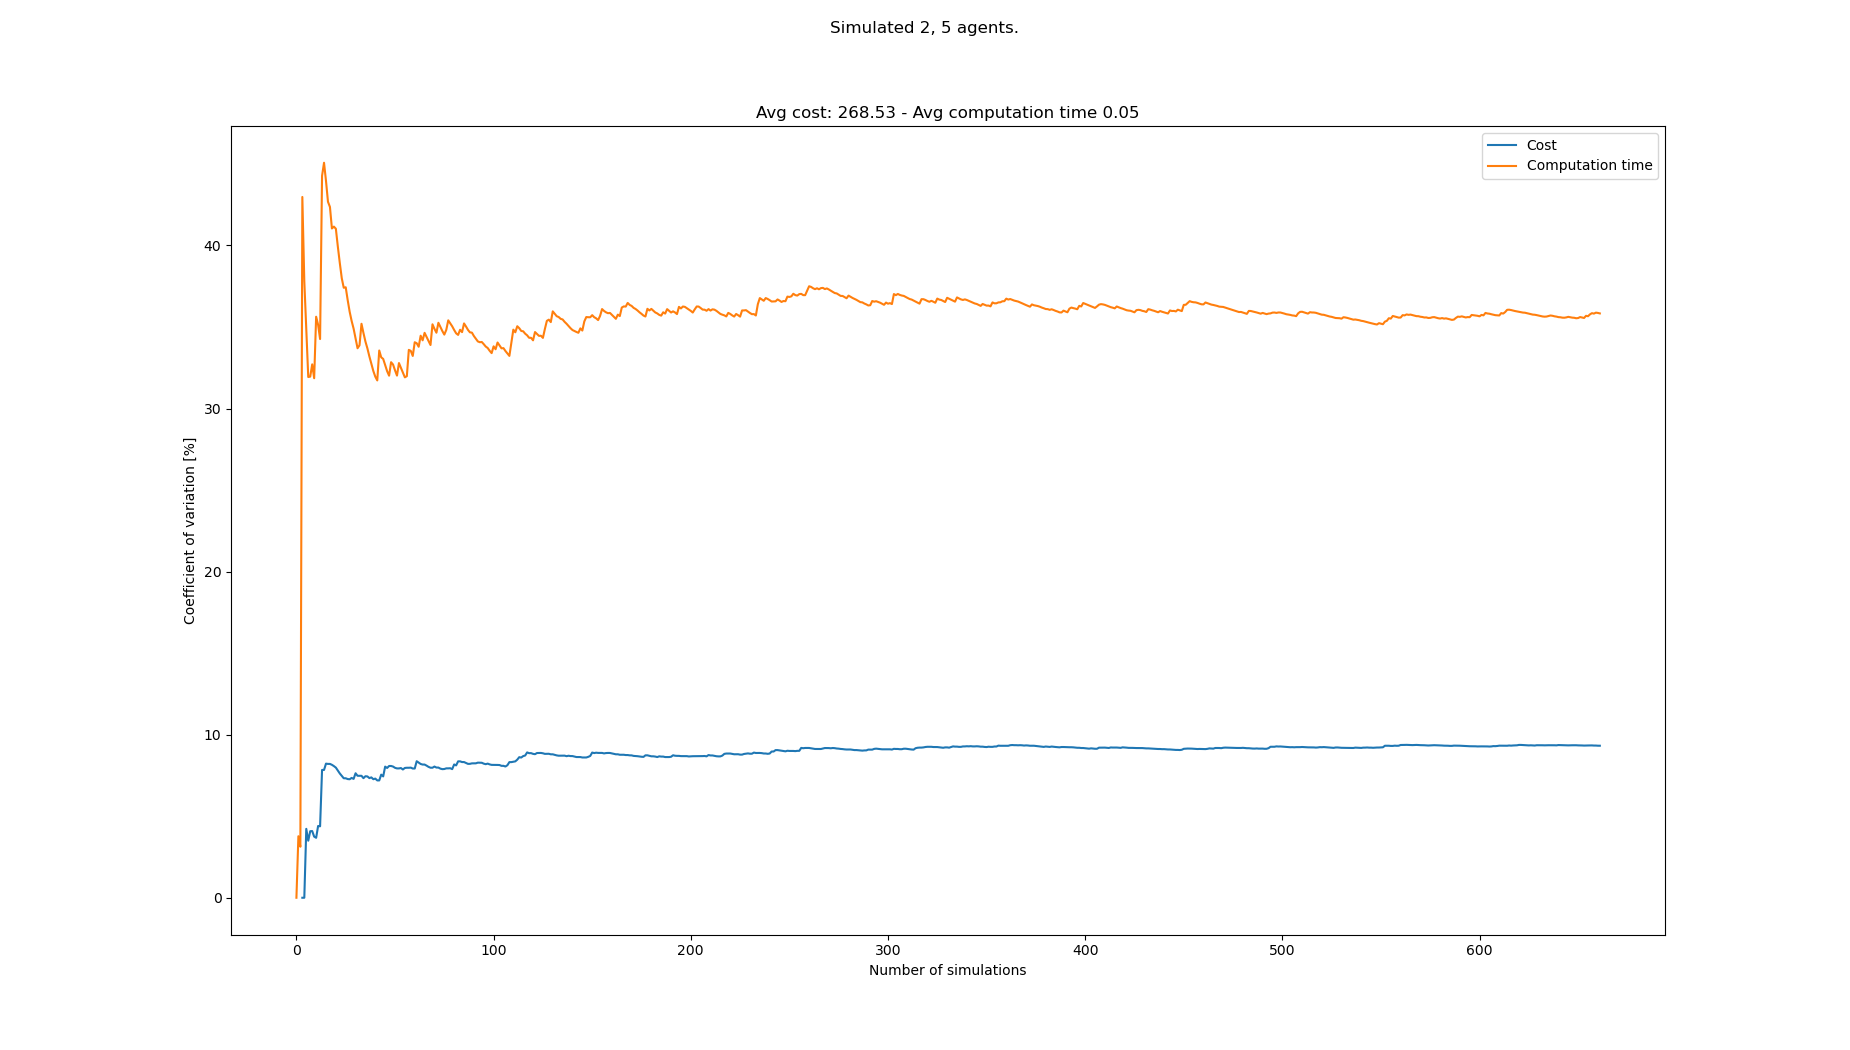 Simulated 2, 5 agents.
Avg cost: 268.53 - Avg computation time 0.05
Cost
Computation time
Coefficient of variation [%]
40
30
20
10
0
0 100 200 300 400 500 600
Number of simulations